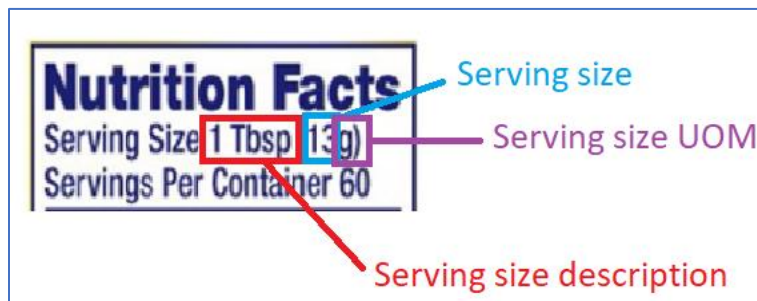 Nutrition Facts
Serving size
Serving Size 1 Tbsp 13g)
Serving size UOM
Servings Per Container 60
Serving size description